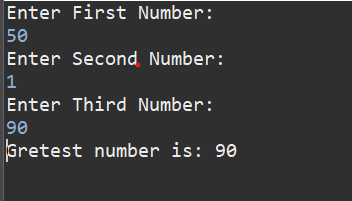 Enter First Number:
50
Enter Second Number:
1
Enter Third Number:
90
Gretest number is: 90